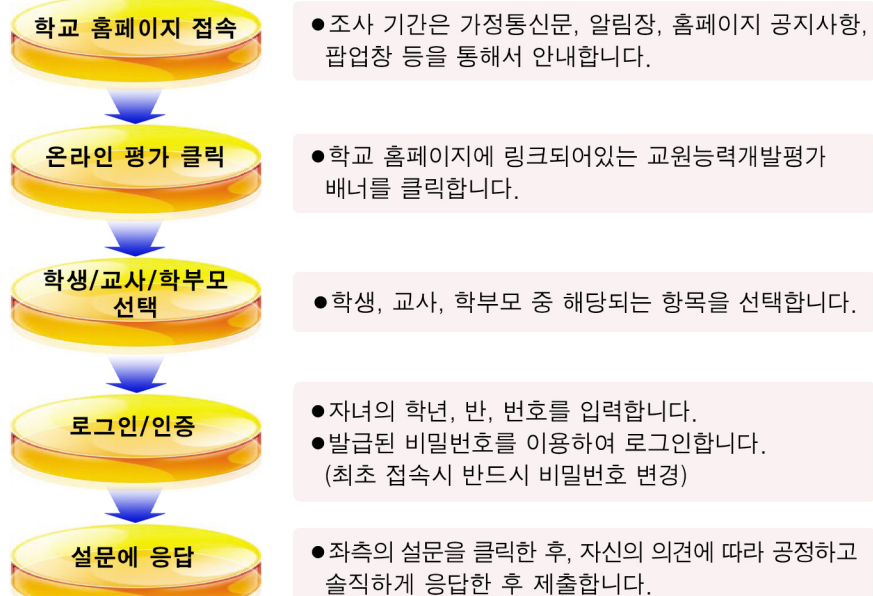 학교 홈페이지 접속
●조사 기간은 가정통신문, 알림장, 홈페이지 공지사항,
팝업창 등을 통해서 안내합니다.
온라인 평가 클릭
●학교 홈페이지에 링크되어있는 교원능력개발평가
배너를 클릭합니다.
학생/교사/학부모
선택
●학생, 교사, 학부모 중 해당되는 항목을 선택합니다.
로그인/인증
●자녀의 학년, 반, 번호를 입력합니다.
●발급된 비밀번호를 이용하여 로그인합니다.
(최초 접속시 반드시 비밀번호 변경)
설문에 응답
●좌측의 설문을 클릭한 후, 자신의 의견에 따라 공정하고
솔직하게 응답한 후 제출합니다.